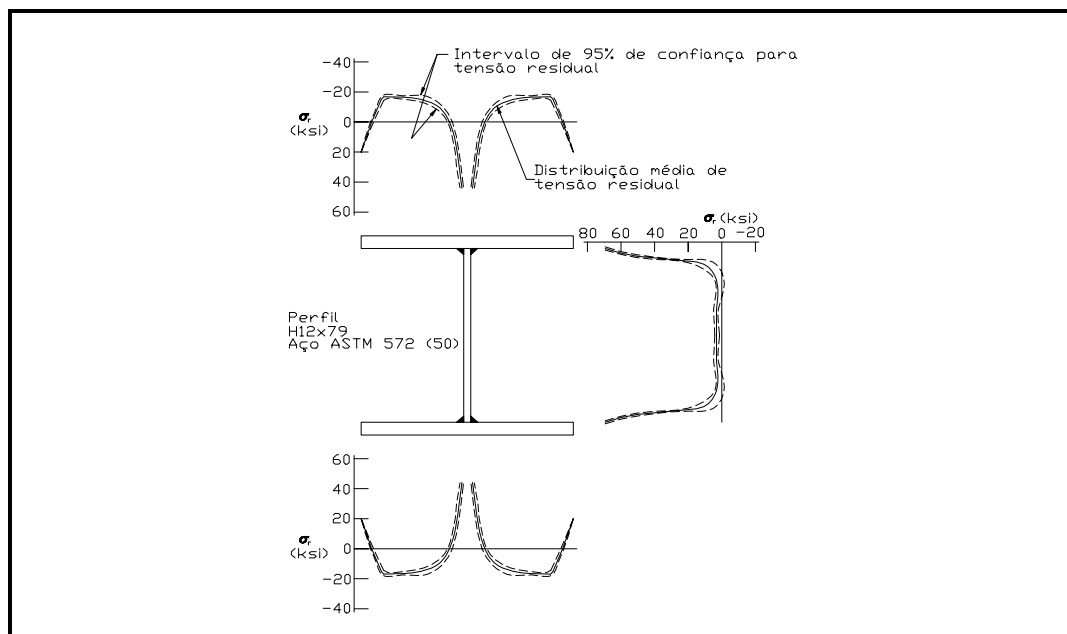 Intervalo de 95% de confiança para
tensão residual
-40
-20
0
20
40
60
σr
(ksi)
Distribuição média de
tensão residual
σr (ksi)
80 60 40 20 0 -20
Perfil
H12x79
Aço ASTM 572 (50)
60
40
20
0
-20
-40
σr
(ksi)